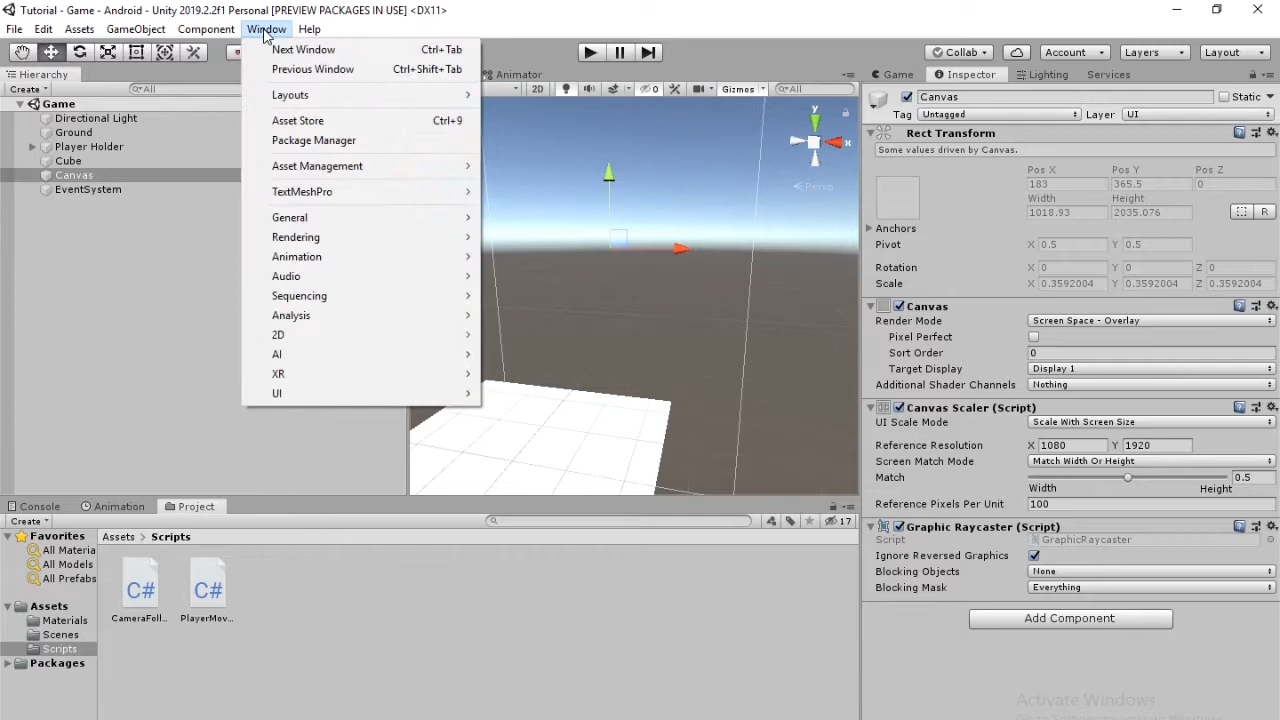 Tutorial - Game - Android - Unity 2019.2.2f1 Personal [PREVIEW PACKAGES IN USE] <DX11>
File Edit Assets GameObject Component Window Help
Collab Account Layers Layout
Hierarchy
Create All
Game
Directional Light
Ground
Player Holder
Cube
Canvas
EventSystem
Next Window Ctrl+Tab
Previous Window Ctrl+Shift+Tab
Layouts
Asset Store Ctrl+9
Package Manager
Asset Management
TextMeshPro
General
Rendering
Animation
Audio
Sequencing
Analysis
2D
AI
XR
UI
Animator
2D 0 Gizmos All
y
x
Persp
Game Inspector Lighting Services
Canvas Static
Tag Untagged Layer UI
Rect Transform
Some values driven by Canvas.
Pos X Pos Y Pos Z
183 365.5 0
Width Height
1018.93 2035.076 R
Anchors
Pivot X 0.5 Y 0.5
Rotation X 0 Y 0 Z 0
Scale X 0.3592004 Y 0.3592004 Z 0.3592004
Canvas
Render Mode Screen Space - Overlay
Pixel Perfect
Sort Order 0
Target Display Display 1
Additional Shader Channels Nothing
Canvas Scaler (Script)
UI Scale Mode Scale With Screen Size
Reference Resolution X 1080 Y 1920
Screen Match Mode Match Width Or Height
Match 0.5
Width Height
Reference Pixels Per Unit 100
Graphic Raycaster (Script)
Script GraphicRaycaster
Ignore Reversed Graphics
Blocking Objects None
Blocking Mask Everything
Add Component
Console Animation Project
Create 17
Favorites
All Materia
All Models
All Prefabs
Assets
Materials
Scenes
Scripts
Packages
Assets > Scripts
C# C#
CameraFoll... PlayerMov...
Activate Windows